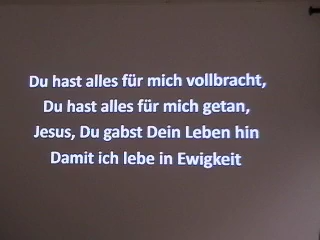 Du hast alles für mich vollbracht,
Du hast alles für mich getan,
Jesus, Du gabst Dein Leben hin
Damit ich lebe in Ewigkeit